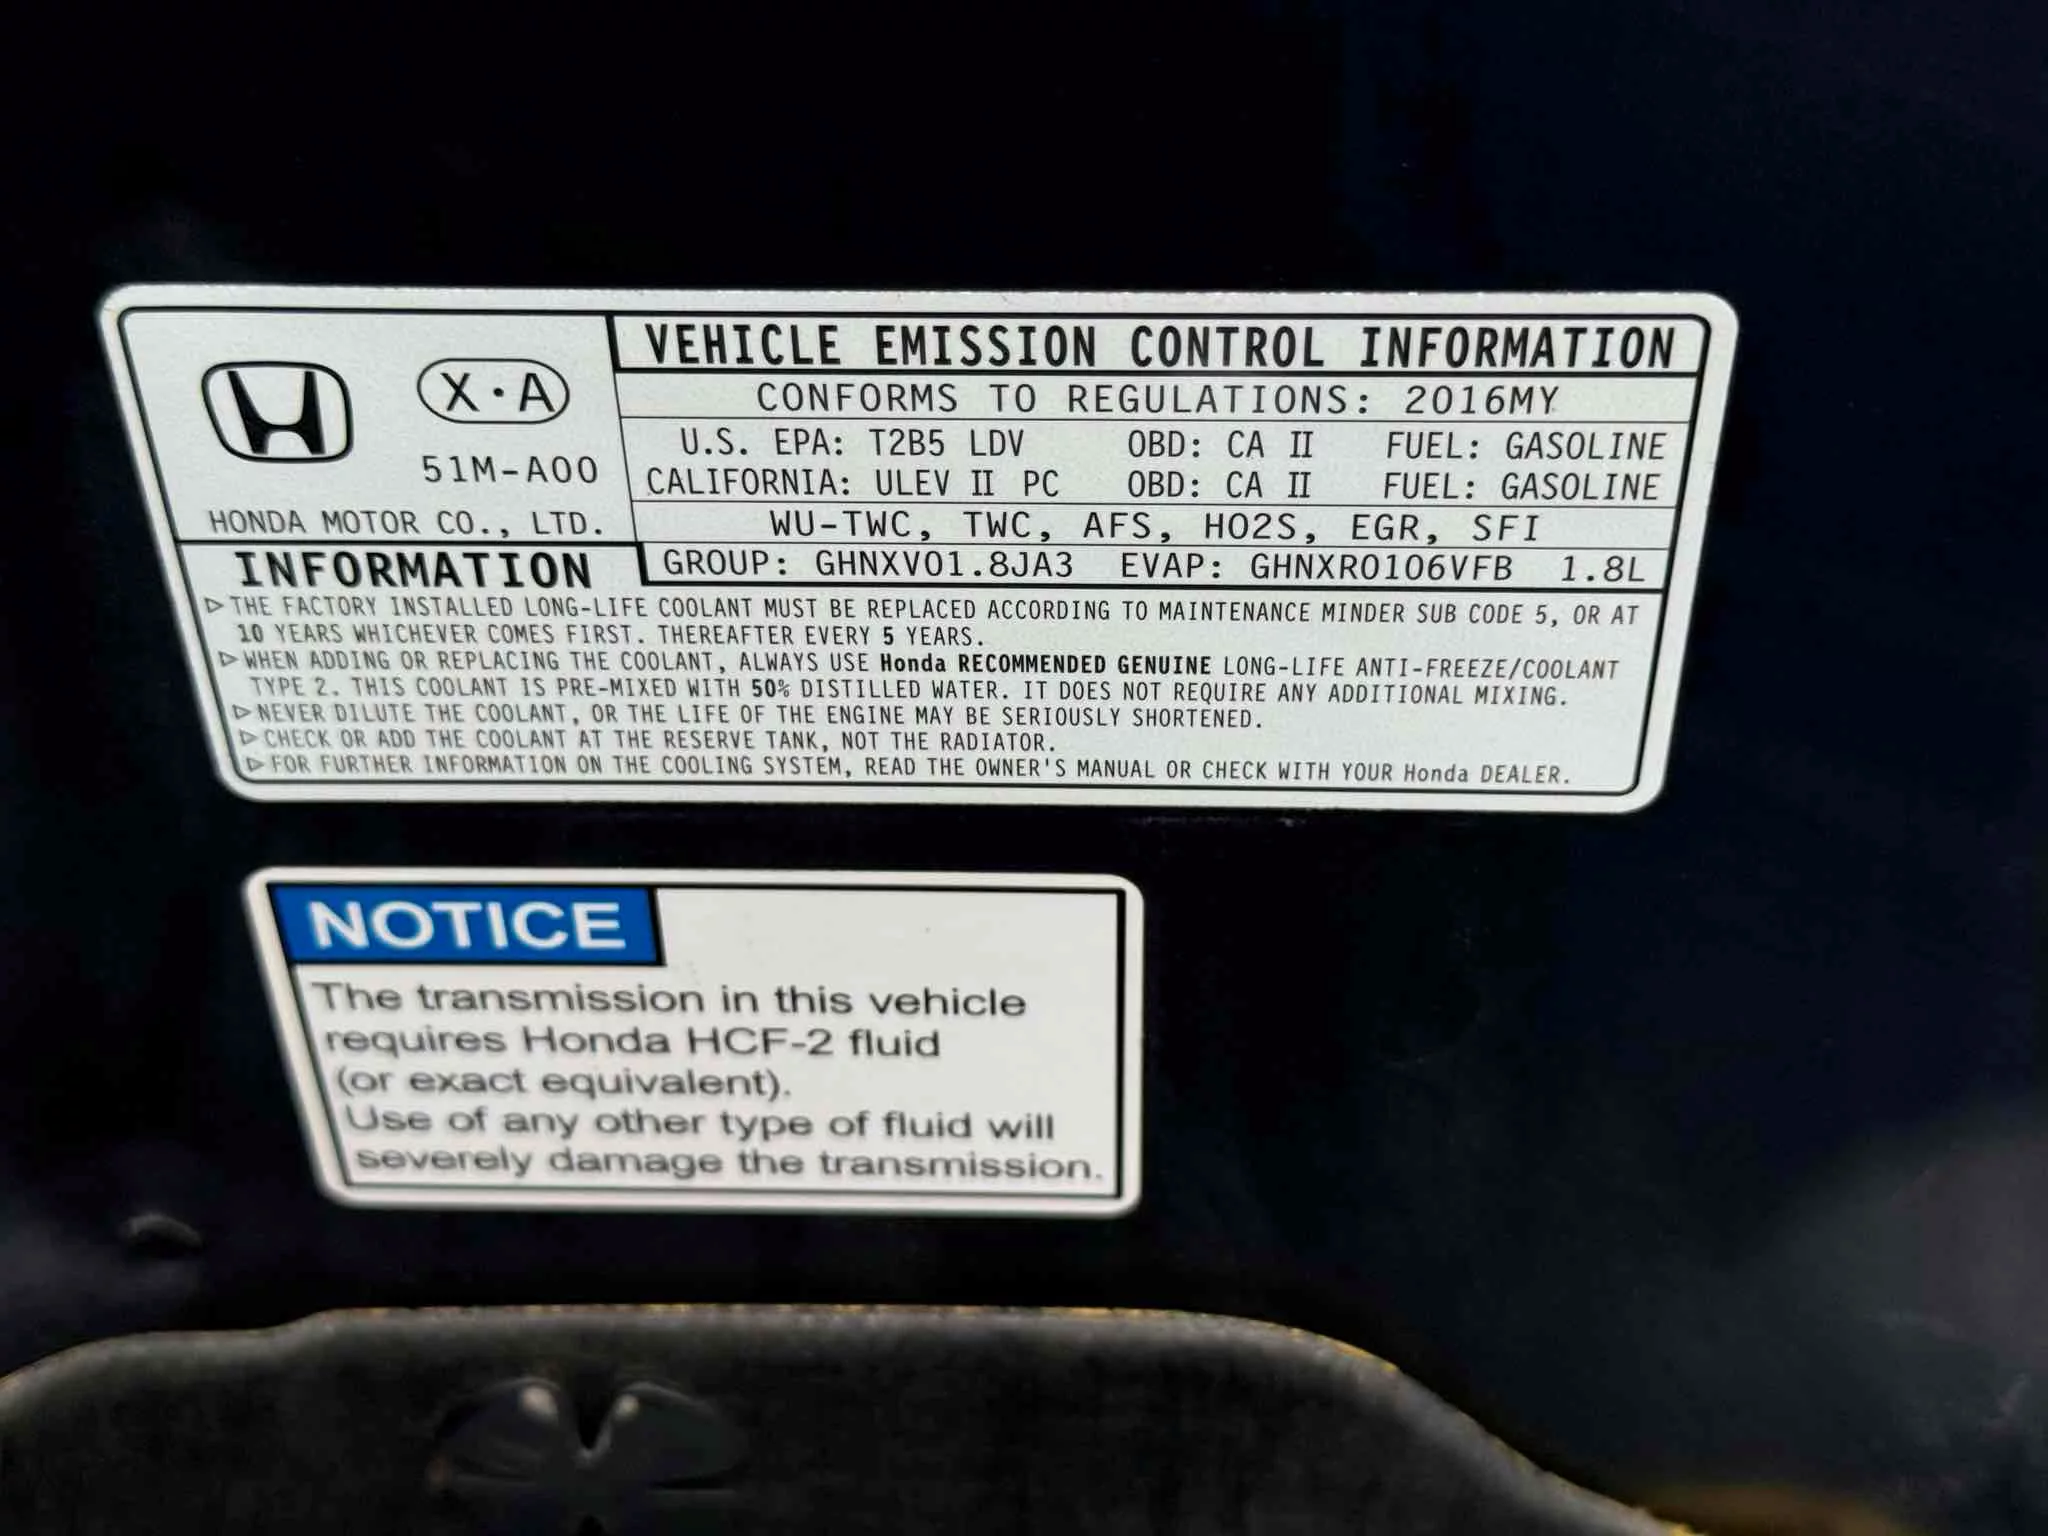 X·A
51M-A00
HONDA MOTOR CO., LTD.
VEHICLE EMISSION CONTROL INFORMATION
CONFORMS TO REGULATIONS: 2016MY
U.S. EPA: T2B5 LDV OBD: CA II FUEL: GASOLINE
CALIFORNIA: ULEV II PC OBD: CA II FUEL: GASOLINE
WU-TWC, TWC, AFS, HO2S, EGR, SFI
GROUP: GHNXV01.8JA3 EVAP: GHNXR0106VFB 1.8L
INFORMATION
▷THE FACTORY INSTALLED LONG-LIFE COOLANT MUST BE REPLACED ACCORDING TO MAINTENANCE MINDER SUB CODE 5, OR AT
10 YEARS WHICHEVER COMES FIRST. THEREAFTER EVERY 5 YEARS.
▷WHEN ADDING OR REPLACING THE COOLANT, ALWAYS USE Honda RECOMMENDED GENUINE LONG-LIFE ANTI-FREEZE/COOLANT
TYPE 2. THIS COOLANT IS PRE-MIXED WITH 50% DISTILLED WATER. IT DOES NOT REQUIRE ANY ADDITIONAL MIXING.
▷NEVER DILUTE THE COOLANT, OR THE LIFE OF THE ENGINE MAY BE SERIOUSLY SHORTENED.
▷CHECK OR ADD THE COOLANT AT THE RESERVE TANK, NOT THE RADIATOR.
▷FOR FURTHER INFORMATION ON THE COOLING SYSTEM, READ THE OWNER'S MANUAL OR CHECK WITH YOUR Honda DEALER.
NOTICE
The transmission in this vehicle
requires Honda HCF-2 fluid
(or exact equivalent).
Use of any other type of fluid will
severely damage the transmission.